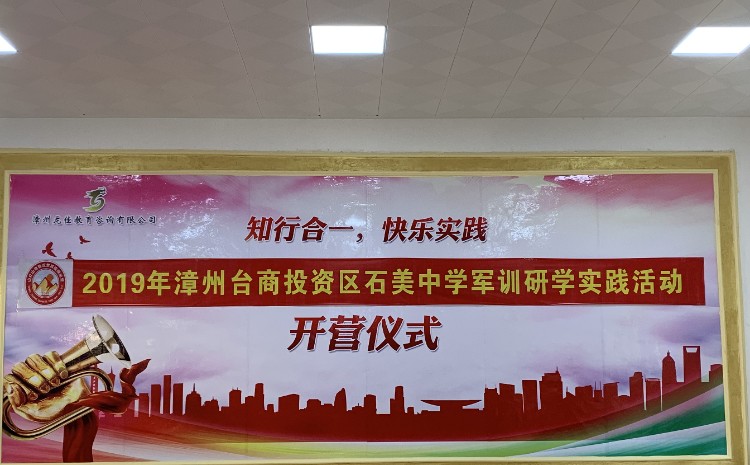 漳州元佳教育咨询有限公司
知行合一，快乐实践
2019年漳州台商投资区石美中学军训研学实践活动
开营仪式